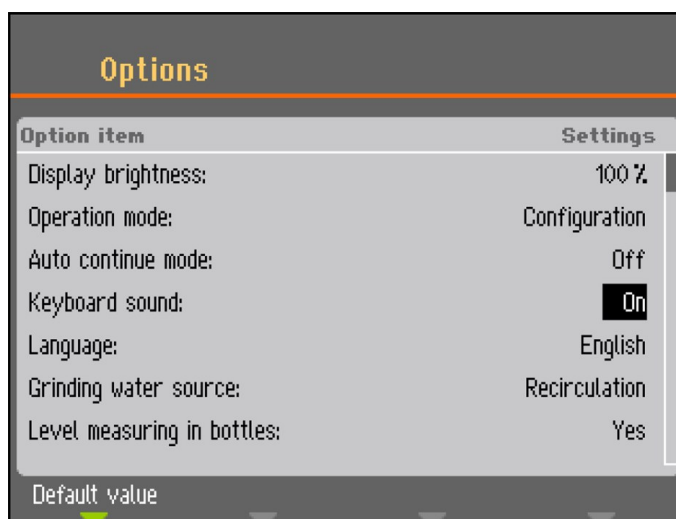 Options
Option item Settings
Display brightness: 100 %
Operation mode: Configuration
Auto continue mode: Off
Keyboard sound: On
Language: English
Grinding water source: Recirculation
Level measuring in bottles: Yes
Default value